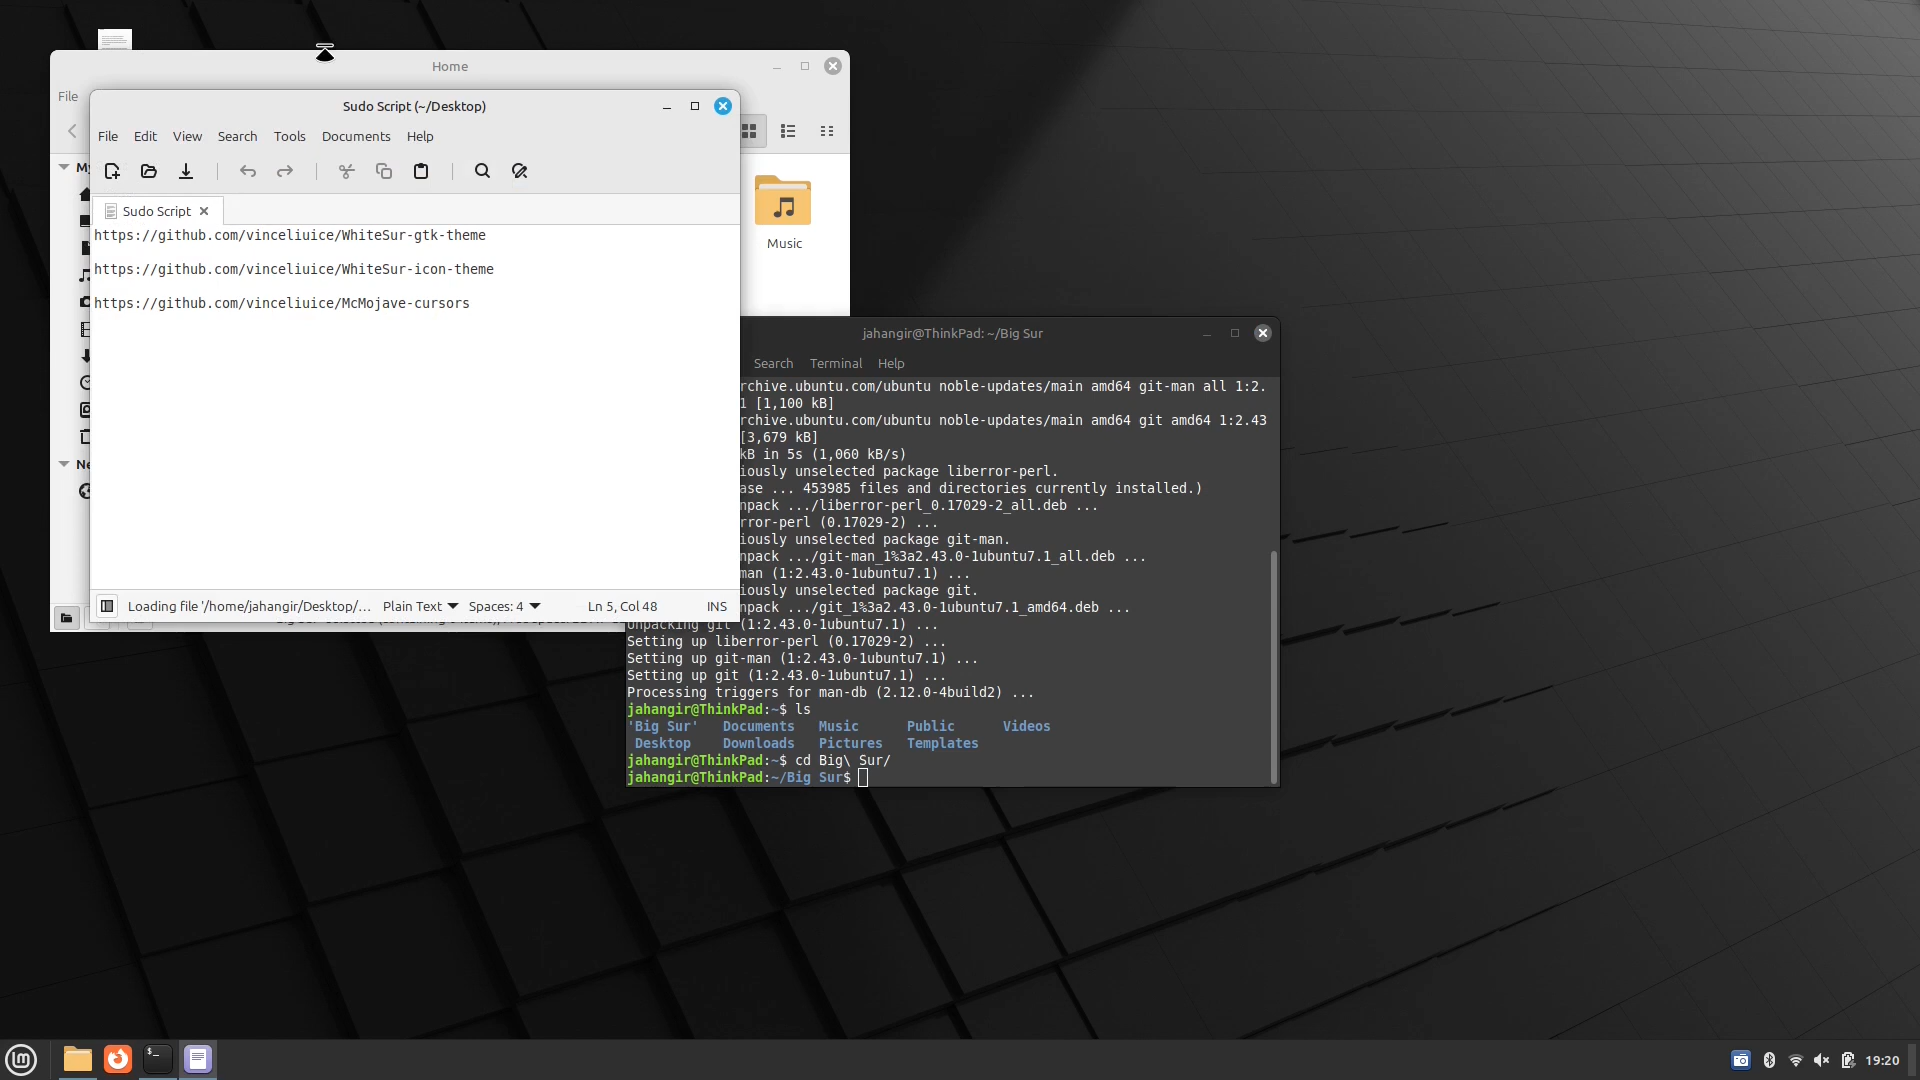 Home
File
Sudo Script (~/Desktop)
File Edit View Search Tools Documents Help
My
Sudo Script
https://github.com/vinceliuice/WhiteSur-gtk-theme
https://github.com/vinceliuice/WhiteSur-icon-theme
https://github.com/vinceliuice/McMojave-cursors
Ne
Loading file '/home/jahangir/Desktop/... Plain Text Spaces: 4 Ln 5, Col 48 INS
Music
jahangir@ThinkPad: ~/Big Sur
Search Terminal Help
rchive.ubuntu.com/ubuntu noble-updates/main amd64 git-man all 1:2.
1 [1,100 kB]
rchive.ubuntu.com/ubuntu noble-updates/main amd64 git amd64 1:2.43
[3,679 kB]
kB in 5s (1,060 kB/s)
iously unselected package liberror-perl.
ase ... 453985 files and directories currently installed.)
npack .../liberror-perl_0.17029-2_all.deb ...
rror-perl (0.17029-2) ...
iously unselected package git-man.
npack .../git-man_1%3a2.43.0-1ubuntu7.1_all.deb ...
man (1:2.43.0-1ubuntu7.1) ...
iously unselected package git.
npack .../git_1%3a2.43.0-1ubuntu7.1_amd64.deb ...
Unpacking git (1:2.43.0-1ubuntu7.1) ...
Setting up liberror-perl (0.17029-2) ...
Setting up git-man (1:2.43.0-1ubuntu7.1) ...
Setting up git (1:2.43.0-1ubuntu7.1) ...
Processing triggers for man-db (2.12.0-4build2) ...
jahangir@ThinkPad:~$ ls
'Big Sur' Documents Music Public Videos
Desktop Downloads Pictures Templates
jahangir@ThinkPad:~$ cd Big\ Sur/
jahangir@ThinkPad:~/Big Sur$
19:20